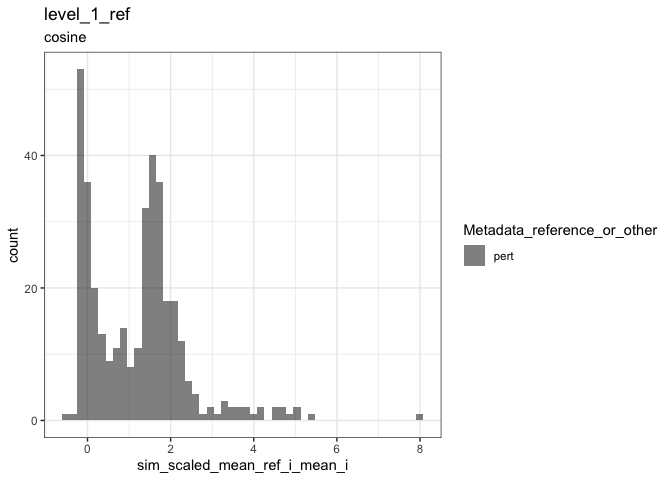 level_1_ref
cosine
40
20
0
count
0 2 4 6 8
sim_scaled_mean_ref_i_mean_i
Metadata_reference_or_other
pert